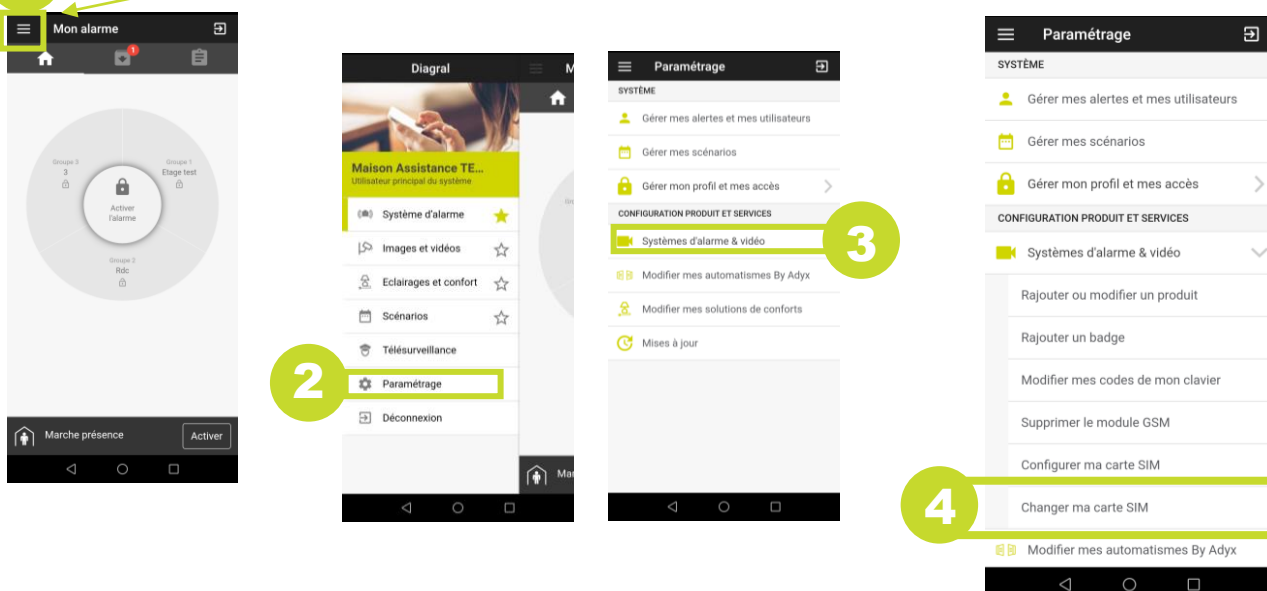 Mon alarme
1
Groupe 3
3
Groupe 1
Etage test
Activer
l'alarme
Groupe 2
Rdc
Marche présence
Activer
2
Diagral
M
Maison Assistance TE...
Utilisateur principal du système
Système d'alarme
Images et vidéos
Eclairages et confort
Scénarios
Télésurveillance
Paramétrage
Déconnexion
Gro
Mar
3
Paramétrage
SYSTÈME
Gérer mes alertes et mes utilisateurs
Gérer mes scénarios
Gérer mon profil et mes accès
CONFIGURATION PRODUIT ET SERVICES
Systèmes d'alarme & vidéo
Modifier mes automatismes By Adyx
Modifier mes solutions de conforts
Mises à jour
4
Paramétrage
SYSTÈME
Gérer mes alertes et mes utilisateurs
Gérer mes scénarios
Gérer mon profil et mes accès
CONFIGURATION PRODUIT ET SERVICES
Systèmes d'alarme & vidéo
Rajouter ou modifier un produit
Rajouter un badge
Modifier mes codes de mon clavier
Supprimer le module GSM
Configurer ma carte SIM
Changer ma carte SIM
Modifier mes automatismes By Adyx